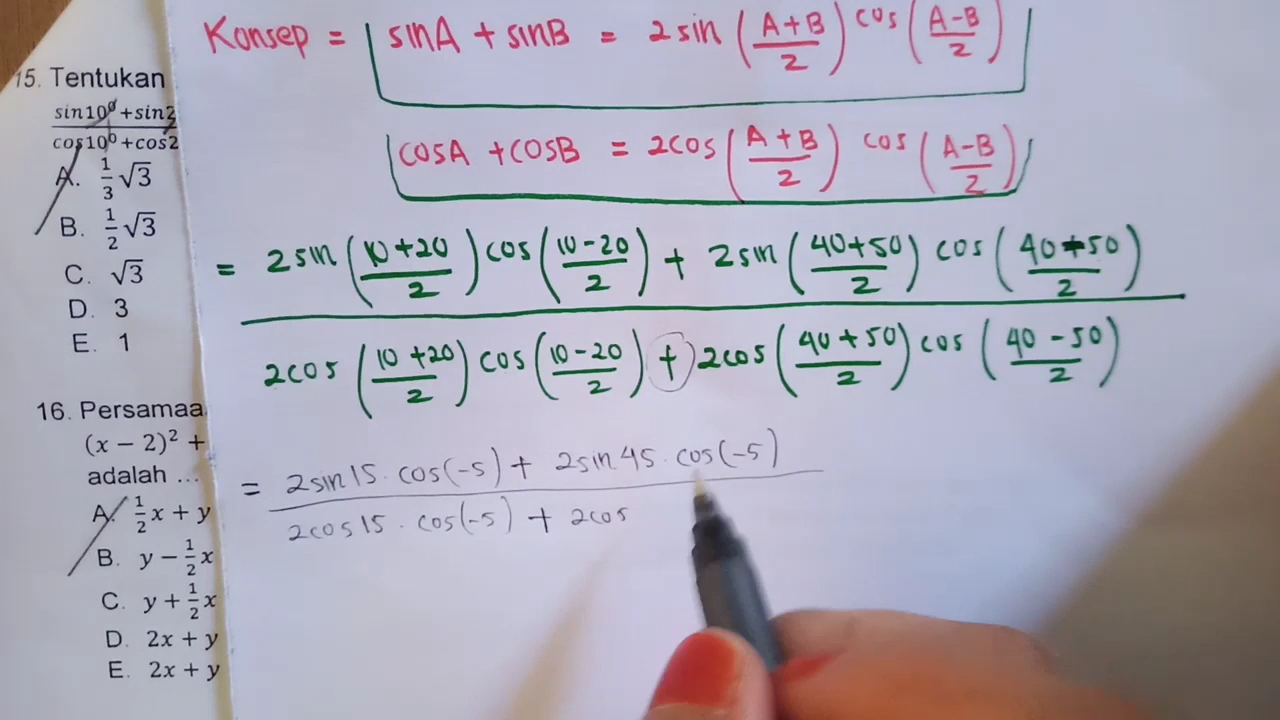 Konsep = sinA + sinB = 2sin (A+B/2) cos (A-B/2)
cosA + cosB = 2cos (A+B/2) cos (A-B/2)
15. Tentukan
sin10⁰ + sin2
cos10⁰ + cos2
A. 1/3 √3
B. 1/2 √3
C. √3
D. 3
E. 1
= 2sin (10+20/2) cos (10-20/2) + 2sin (40+50/2) cos (40-50/2)
2cos (10+20/2) cos (10-20/2) + 2cos (40+50/2) cos (40-50/2)
= 2sin15 . cos(-5) + 2sin45 . cos(-5)
2cos15 . cos(-5) + 2cos
16. Persamaa
(x − 2)² +
adalah ...
A. 1/2 x + y
B. y − 1/2 x
C. y + 1/2 x
D. 2x + y
E. 2x + y